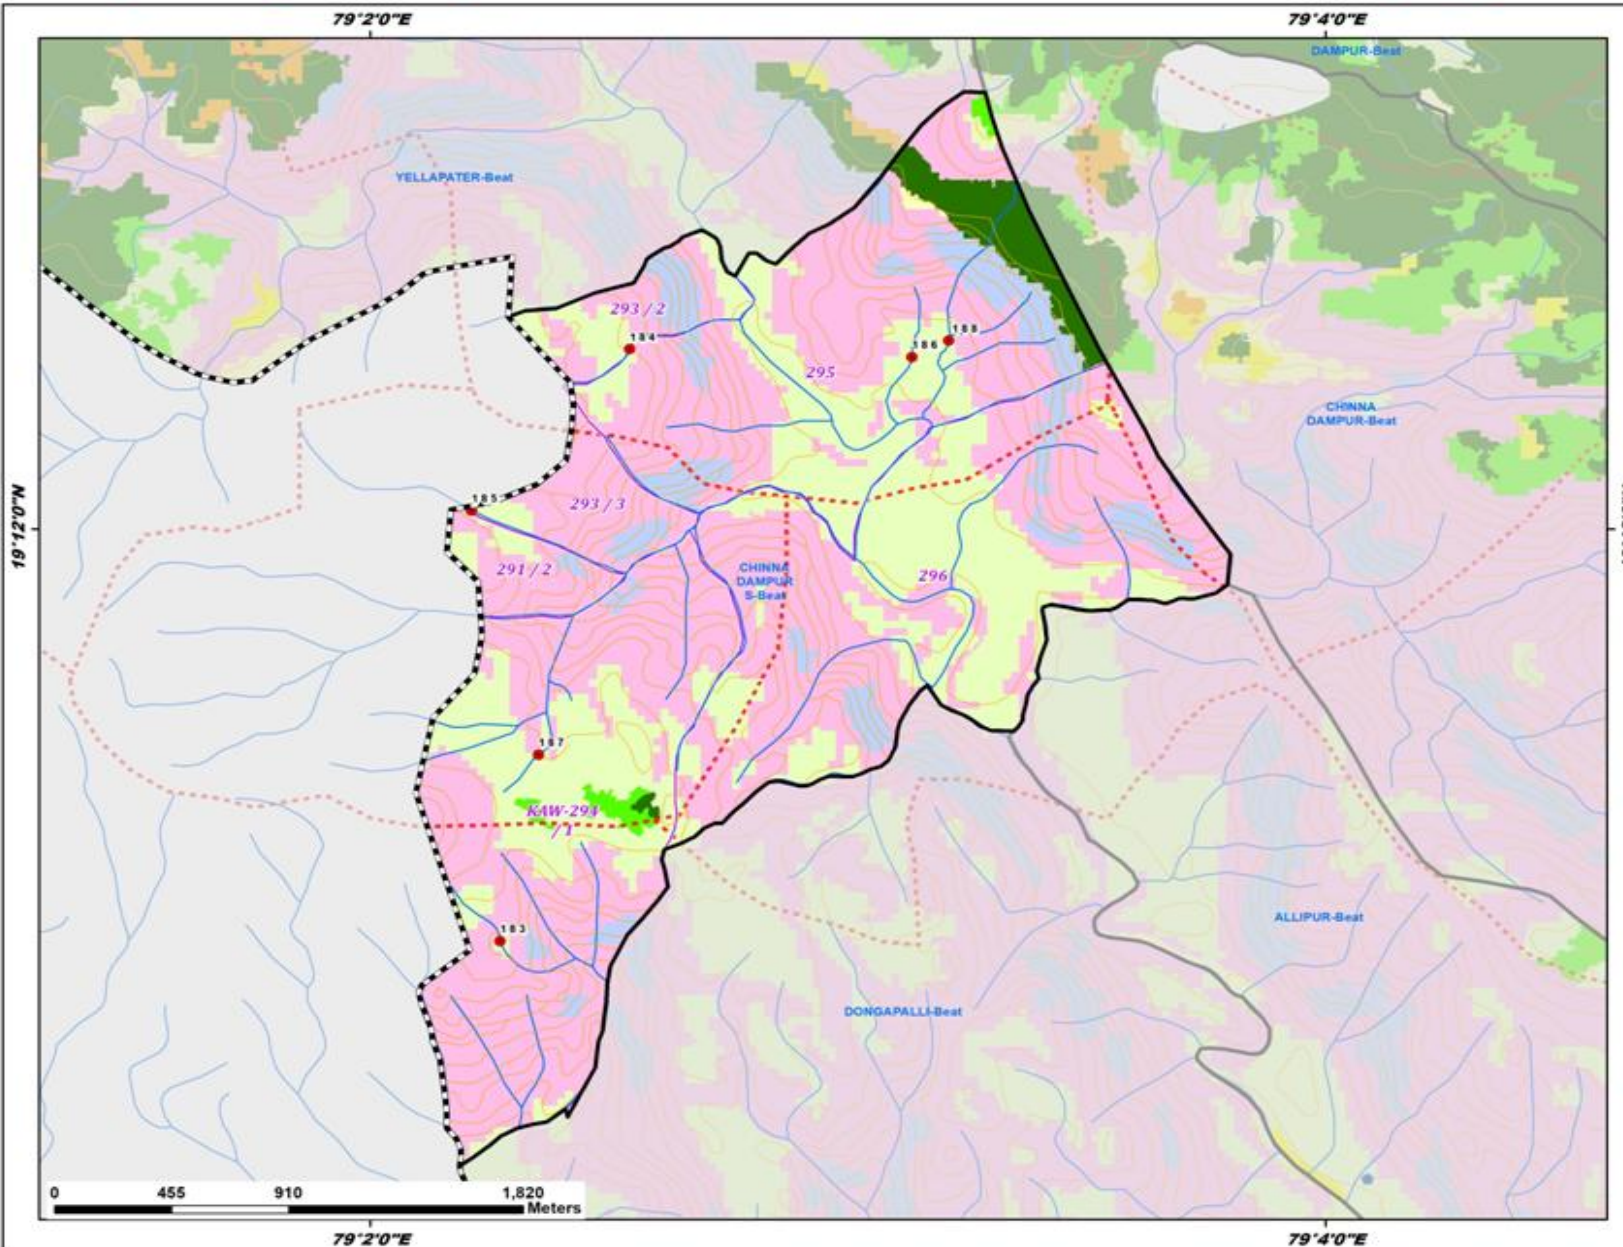 79°2'0"E
79°4'0"E
DAMPUR-Beat
YELLAPATER-Beat
293 / 2
184
188
186
295
CHINNA
DAMPUR-Beat
185
293 / 3
19°12'0"N
291 / 2
CHINNA
DAMPUR
S-Beat
296
187
KAW-294
/ 1
183
ALLIPUR-Beat
DONGAPALLI-Beat
0
455
910
1,820
Meters
79°2'0"E
79°4'0"E